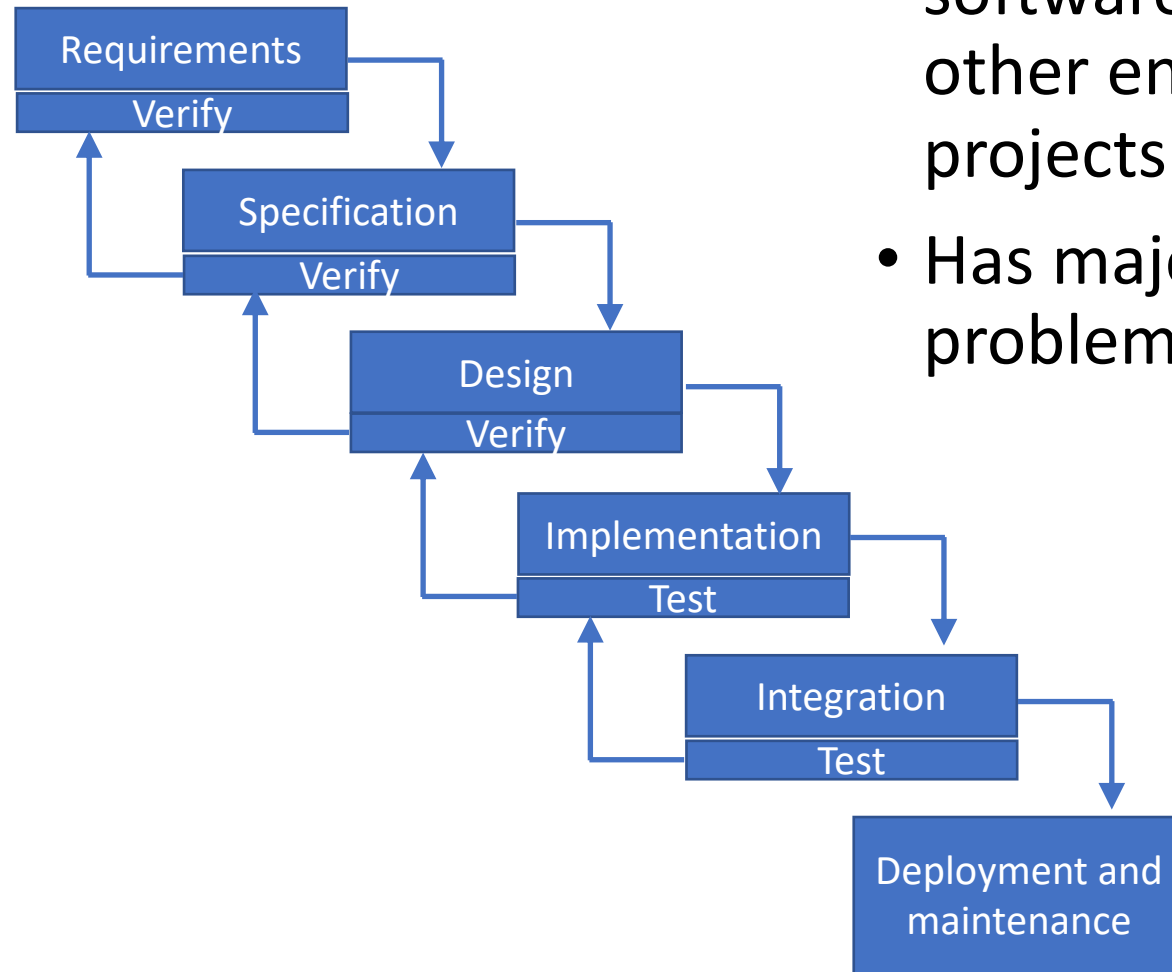 Requirements
Verify
Specification
Verify
Design
Verify
Implementation
Test
Integration
Test
Deployment and
maintenance
software
other en
projects
• Has maj
problem